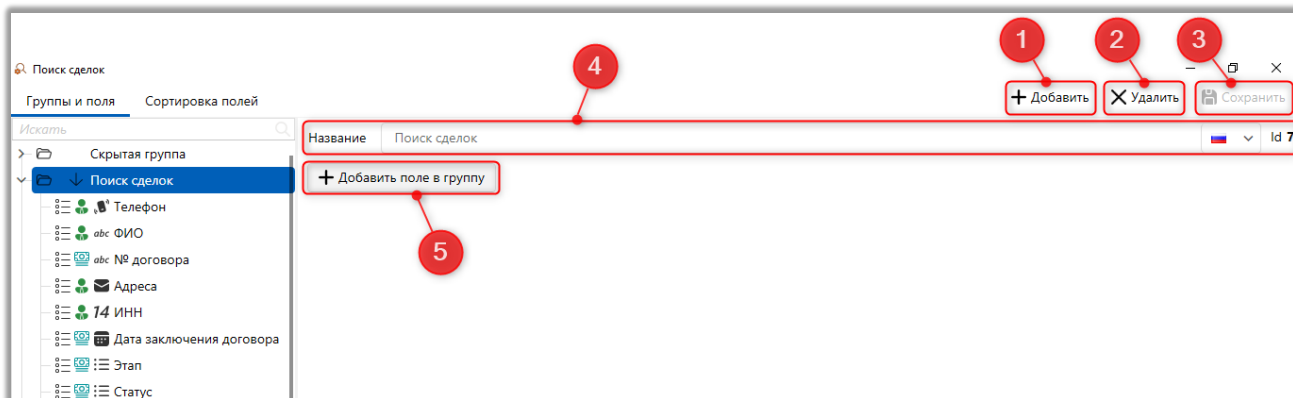 1 2 3
4
Поиск сделок
Группы и поля Сортировка полей
Добавить Удалить Сохранить
Искать
Название Поиск сделок Id 7
Скрытая группа
Поиск сделок
Добавить поле в группу
Телефон
abc ФИО
5
abc № договора
Адреса
14 ИНН
Дата заключения договора
Этап
Статус